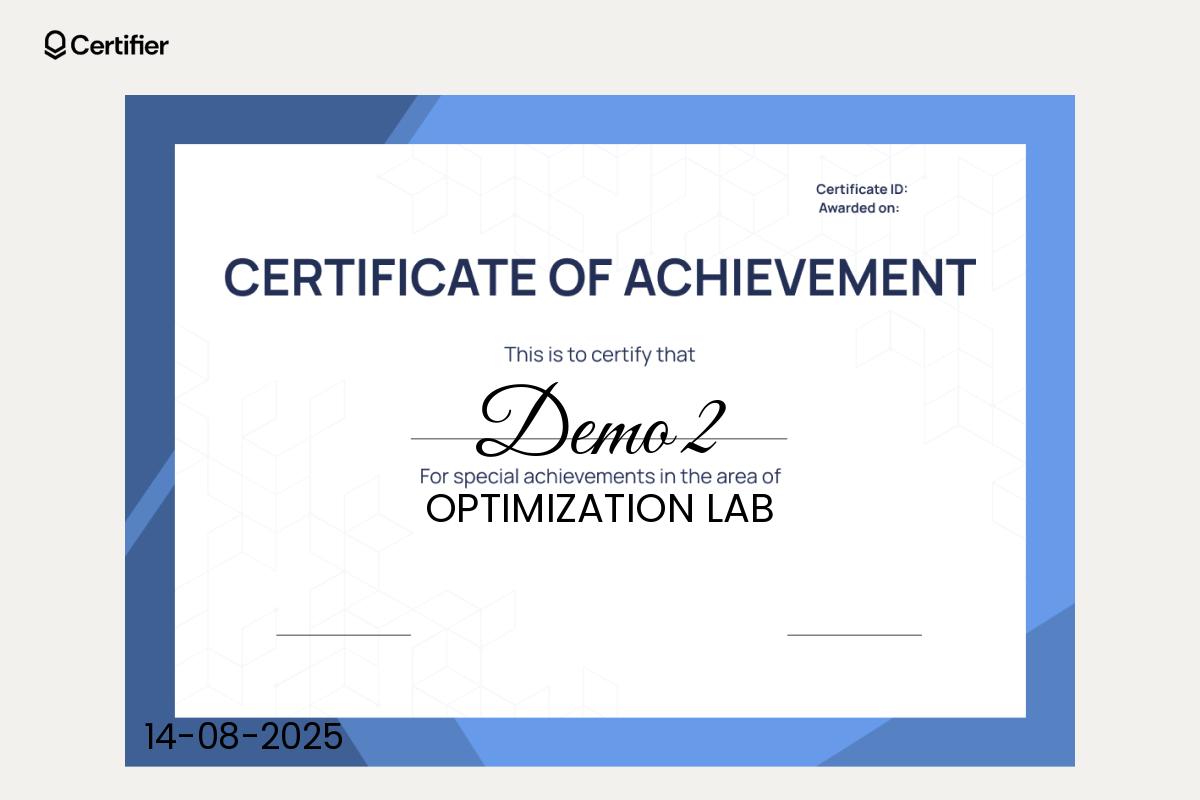 Certifier
Certificate ID:
Awarded on:
CERTIFICATE OF ACHIEVEMENT
This is to certify that
Demo 2
For special achievements in the area of
OPTIMIZATION LAB
14-08-2025